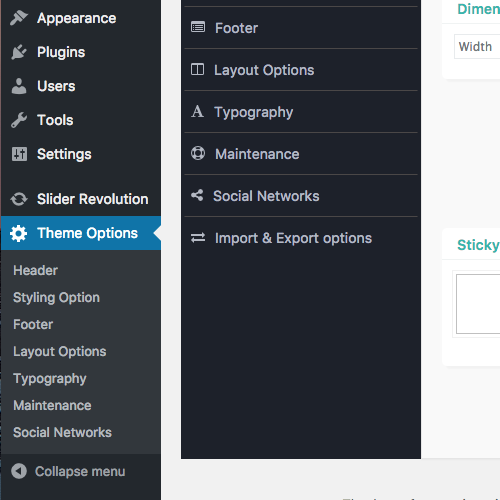 Appearance
Plugins
Users
Tools
Settings
Slider Revolution
Theme Options
Header
Styling Option
Footer
Layout Options
Typography
Maintenance
Social Networks
Collapse menu
Footer
Layout Options
Typography
Maintenance
Social Networks
Import & Export options
Dimen
Width
Sticky